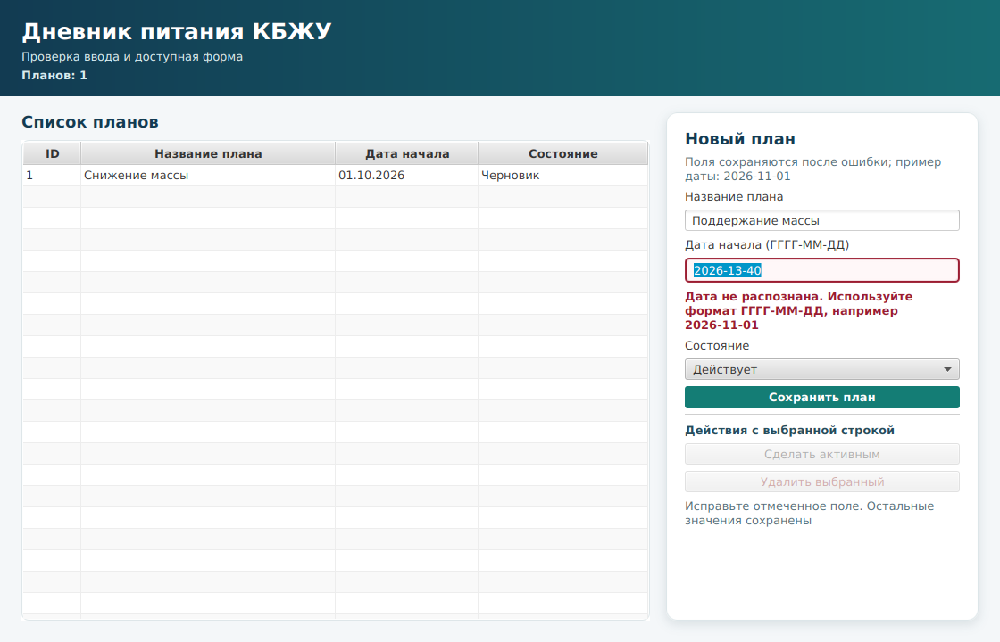 Дневник питания КБЖУ
Проверка ввода и доступная форма
Планов: 1
Список планов
ID Название плана Дата начала Состояние
1 Снижение массы 01.10.2026 Черновик
Новый план
Поля сохраняются после ошибки; пример
даты: 2026-11-01
Название плана
Поддержание массы
Дата начала (ГГГГ-ММ-ДД)
2026-13-40
Дата не распознана. Используйте
формат ГГГГ-ММ-ДД, например
2026-11-01
Состояние
Действует
Сохранить план
Действия с выбранной строкой
Сделать активным
Удалить выбранный
Исправьте отмеченное поле. Остальные
значения сохранены